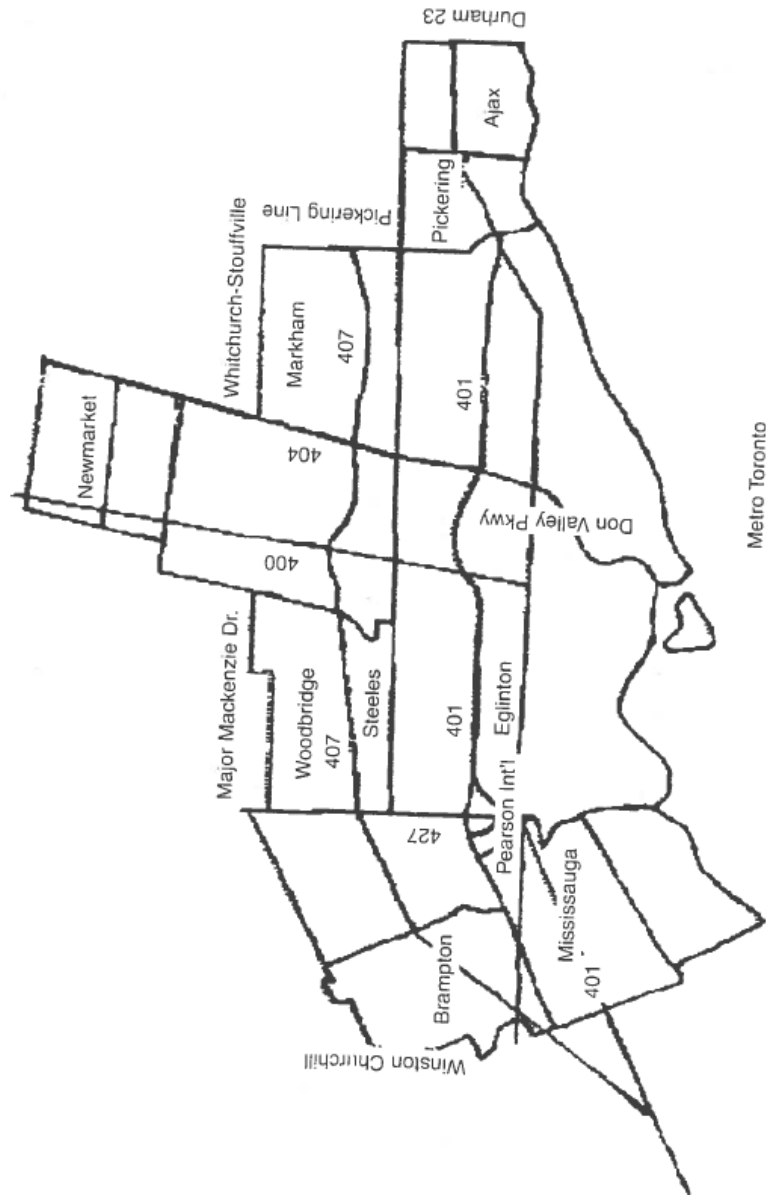 Durham 23
Ajax
Pickering
Pickering Line
Whitchurch-Stouffville
Markham
407
401
Newmarket
404
400
Don Valley Pkwy
Major Mackenzie Dr.
Woodbridge
407
Steeles
401
Eglinton
427
Pearson Int'l
Mississauga
401
Brampton
Winston Churchill
Metro Toronto